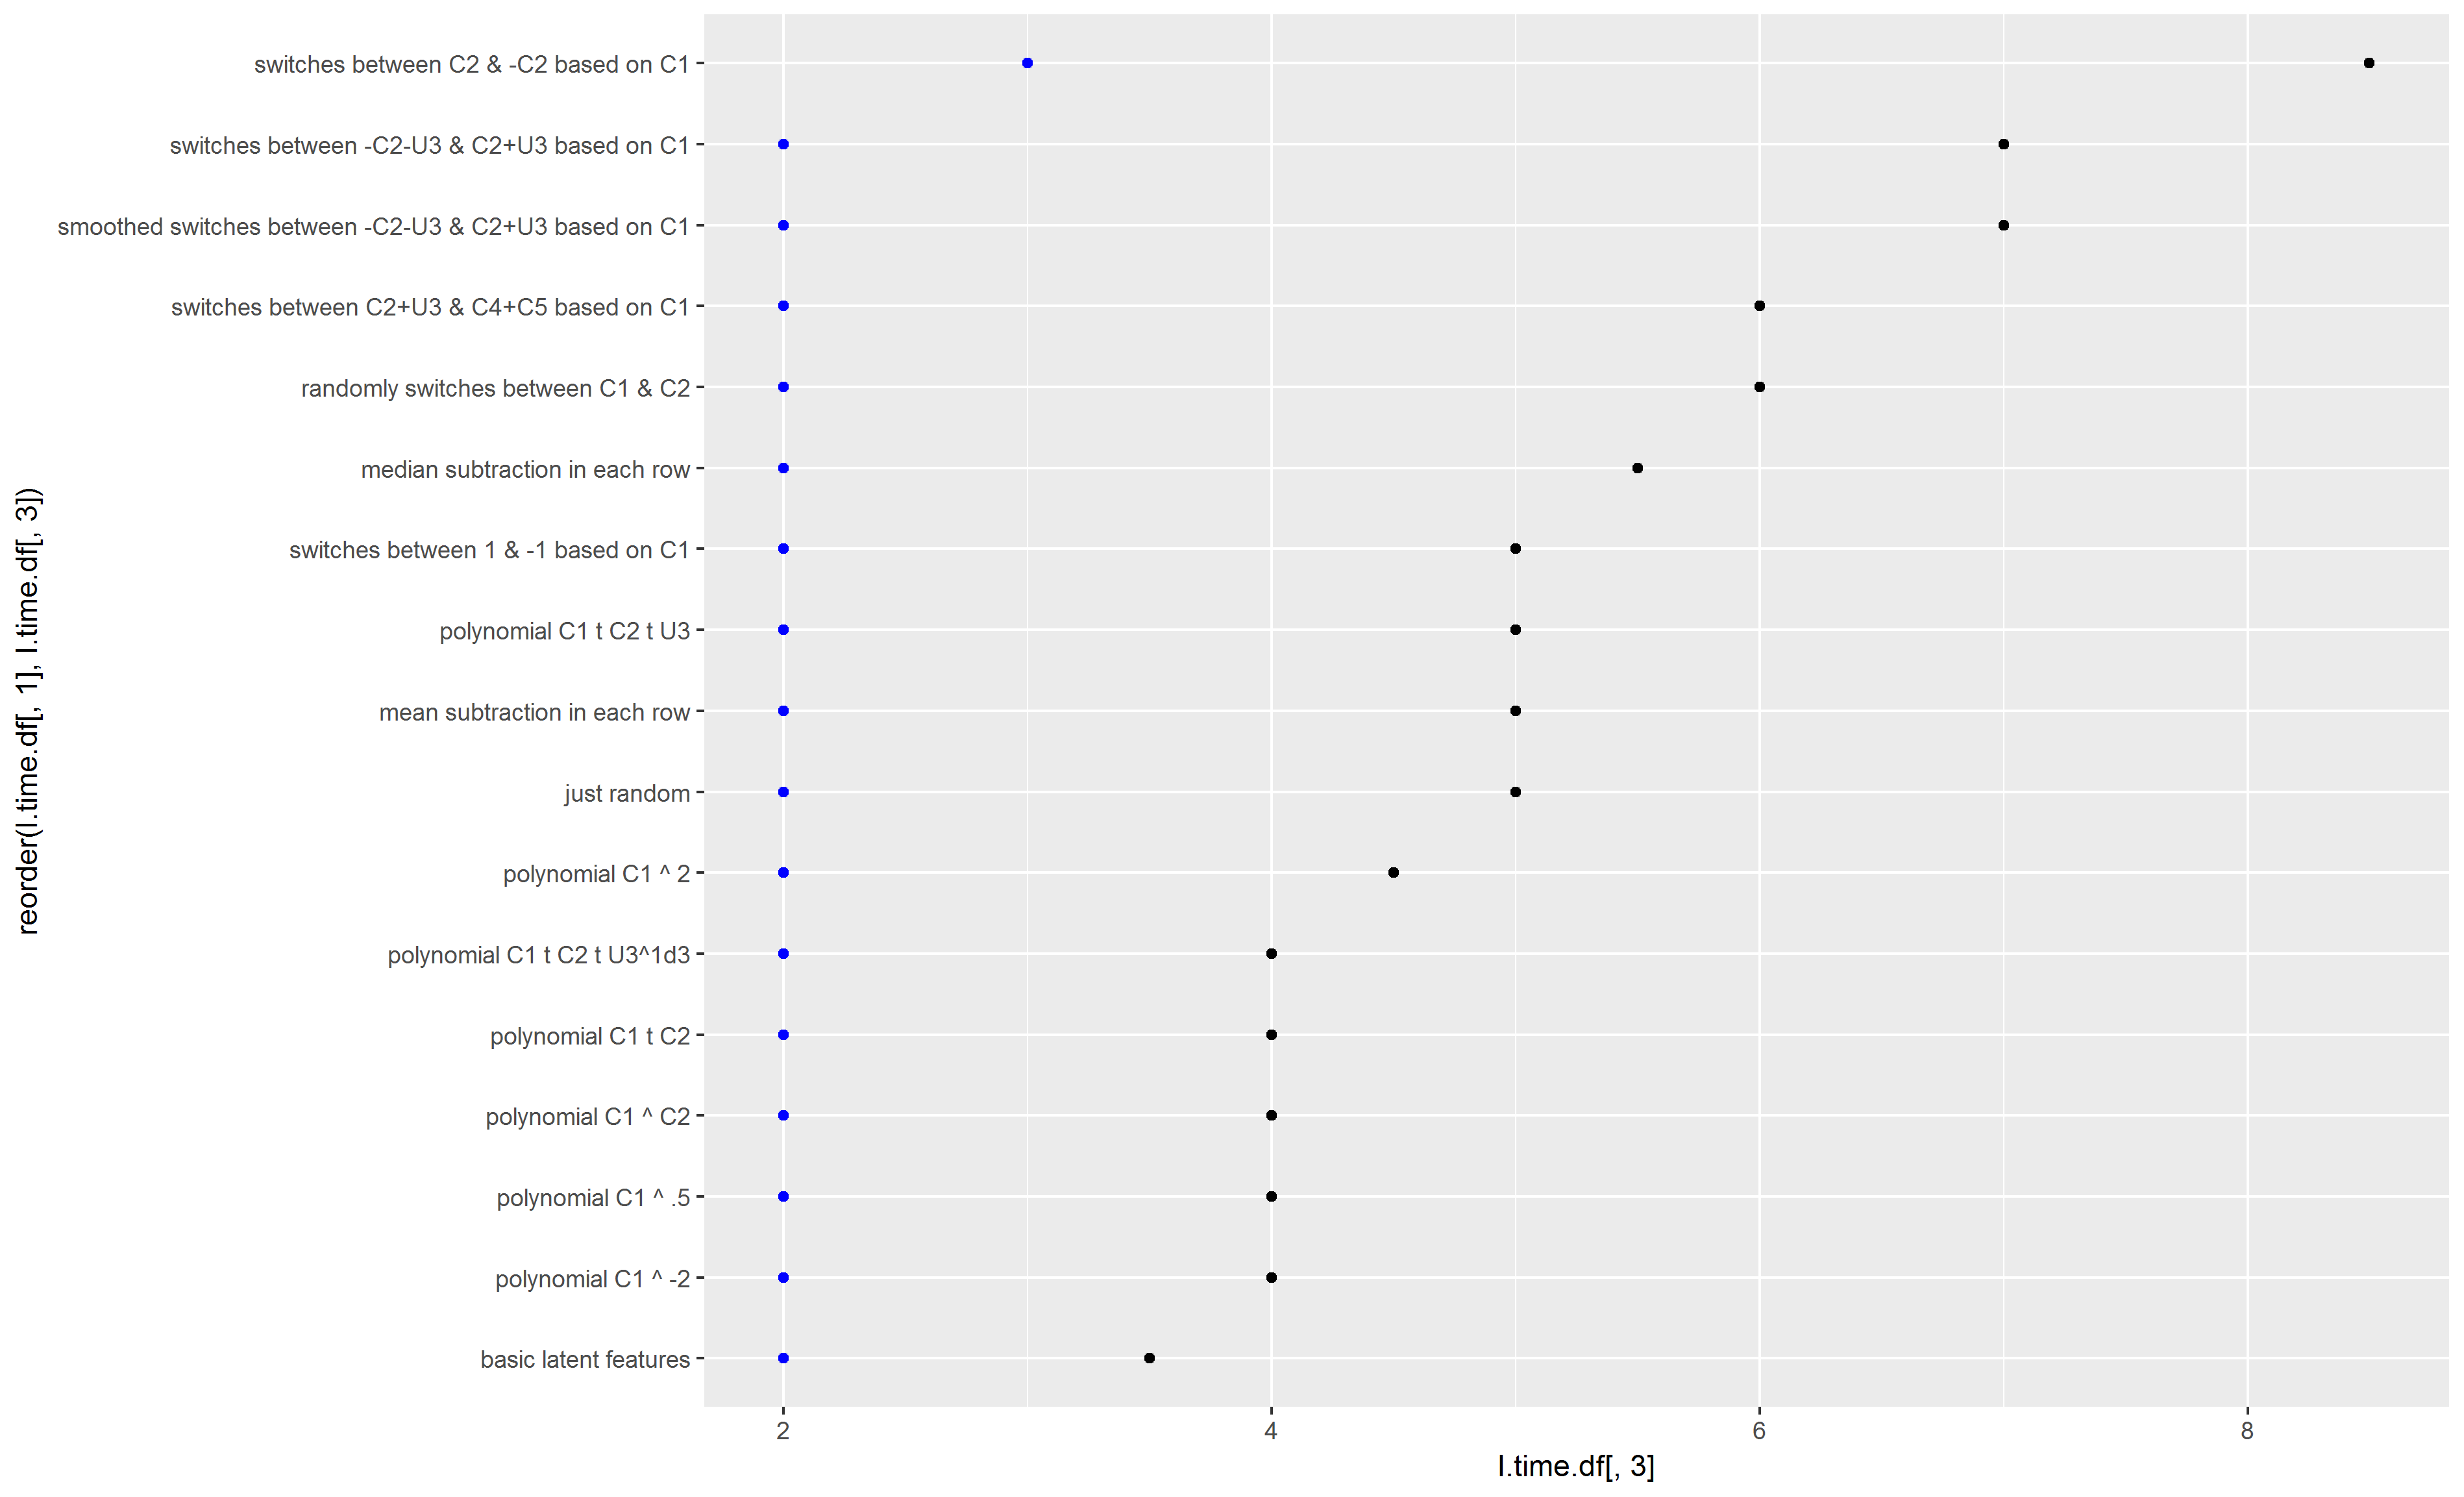 switches between C2 & -C2 based on C1
switches between -C2-U3 & C2+U3 based on C1
smoothed switches between -C2-U3 & C2+U3 based on C1
switches between C2+U3 & C4+C5 based on C1
randomly switches between C1 & C2
median subtraction in each row
switches between 1 & -1 based on C1
polynomial C1 t C2 t U3
mean subtraction in each row
just random
polynomial C1 ^ 2
polynomial C1 t C2 t U3^1d3
polynomial C1 t C2
polynomial C1 ^ C2
polynomial C1 ^ .5
polynomial C1 ^ -2
basic latent features
reorder(l.time.df[, 1], l.time.df[, 3])
2 4 6 8
l.time.df[, 3]